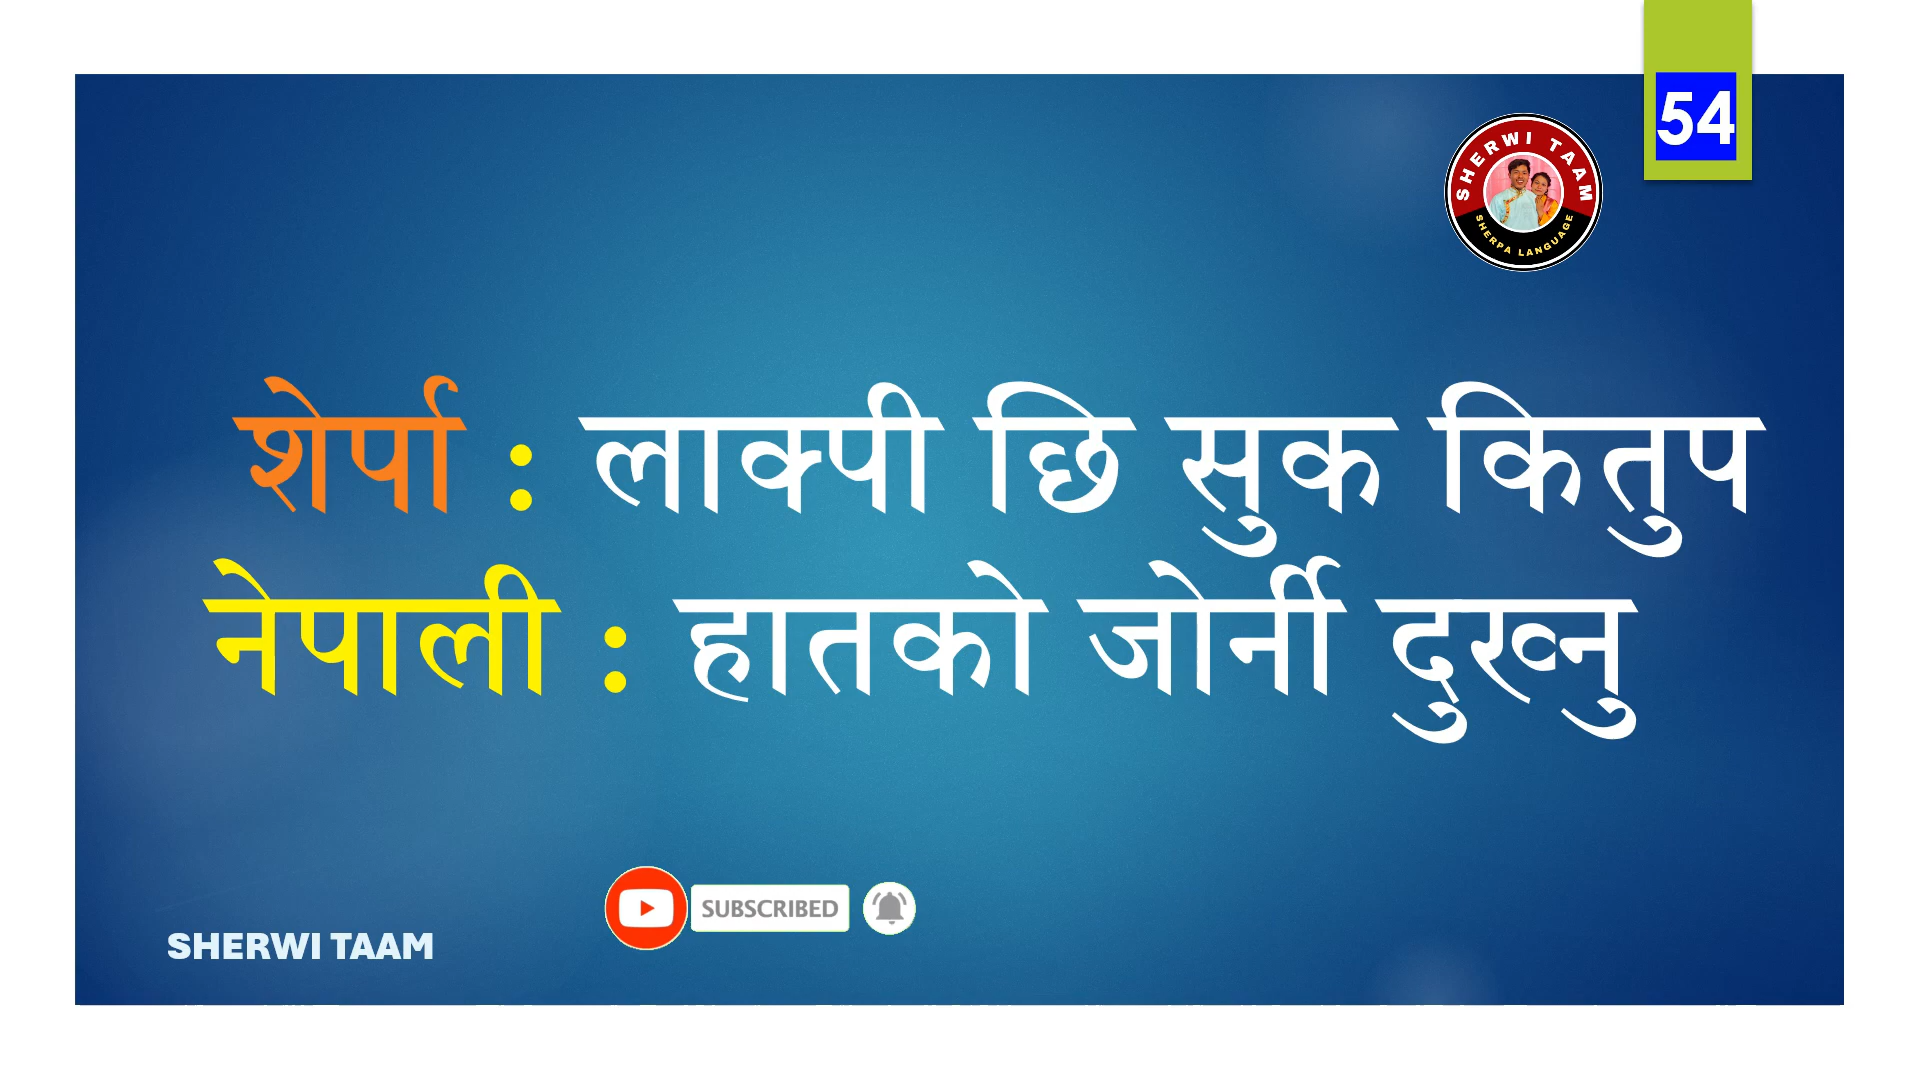 54
SHERWI TAAM
SHERPA LANGUAGE
शेर्पा : लाक्पी छि सुक कितुप
नेपाली : हातको जोर्नी दुख्नु
SUBSCRIBED
SHERWI TAAM